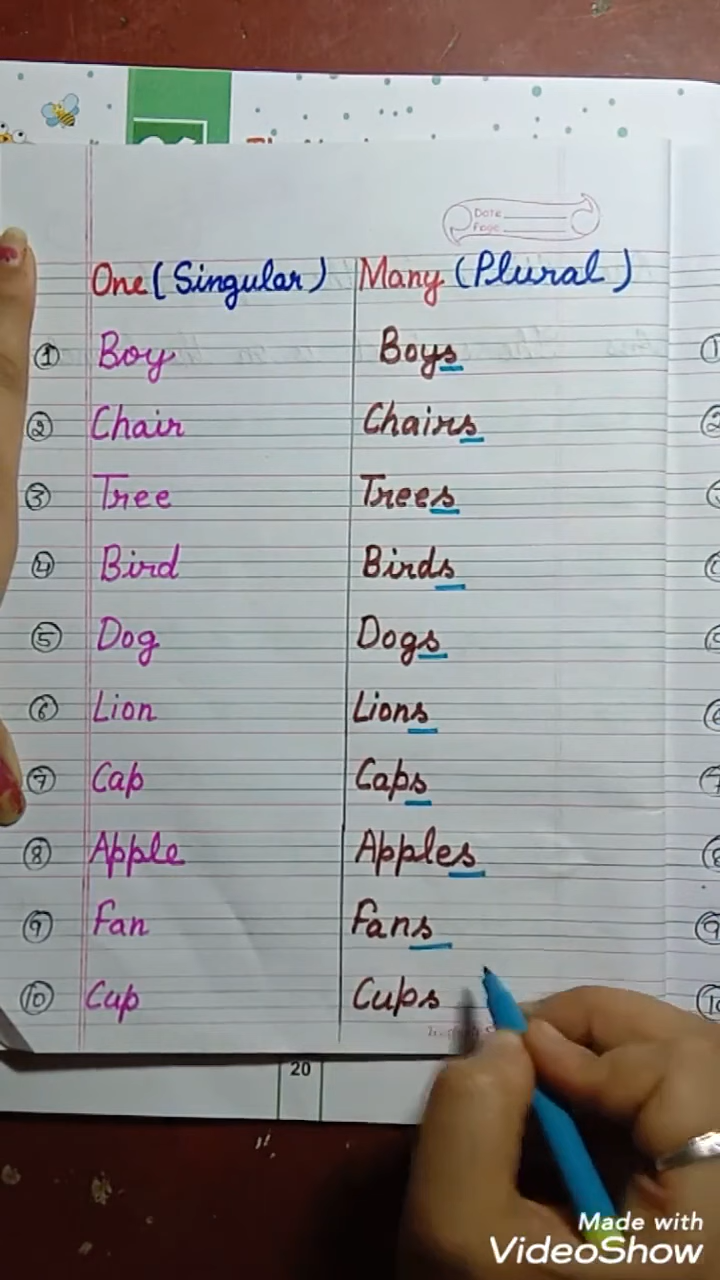 Date
Page
One (Singular) Many (Plural)
① Boy Boys
② Chair Chairs
③ Tree Trees
④ Bird Birds
⑤ Dog Dogs
⑥ Lion Lions
⑦ Cap Caps
⑧ Apple Apples
⑨ Fan Fans
⑩ Cup Cups
20
Made with
VideoShow